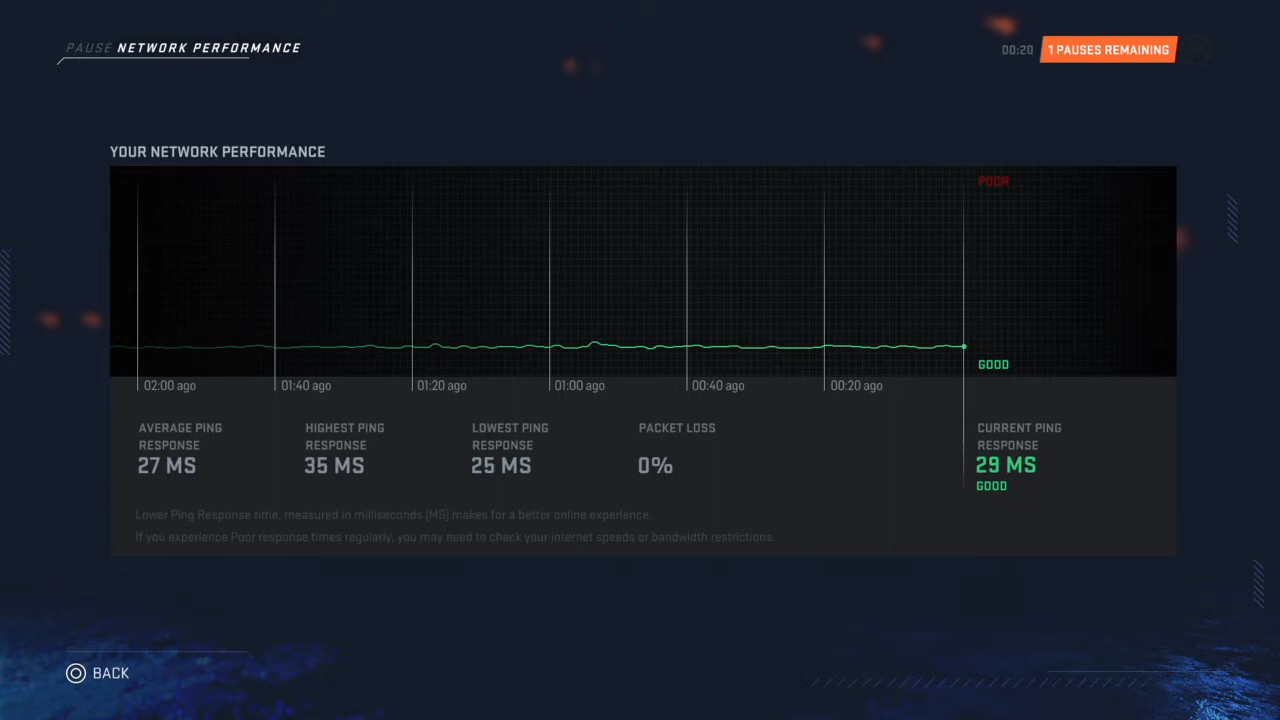 PAUSE NETWORK PERFORMANCE
00:20 1 PAUSES REMAINING
YOUR NETWORK PERFORMANCE
POOR
GOOD
02:00 ago 01:40 ago 01:20 ago 01:00 ago 00:40 ago 00:20 ago
AVERAGE PING RESPONSE
27 MS
HIGHEST PING RESPONSE
35 MS
LOWEST PING RESPONSE
25 MS
PACKET LOSS
0%
CURRENT PING RESPONSE
29 MS
GOOD
Lower Ping Response time, measured in milliseconds (MS) makes for a better online experience.
If you experience Poor response times regularly, you may need to check your internet speeds or bandwidth restrictions.
BACK